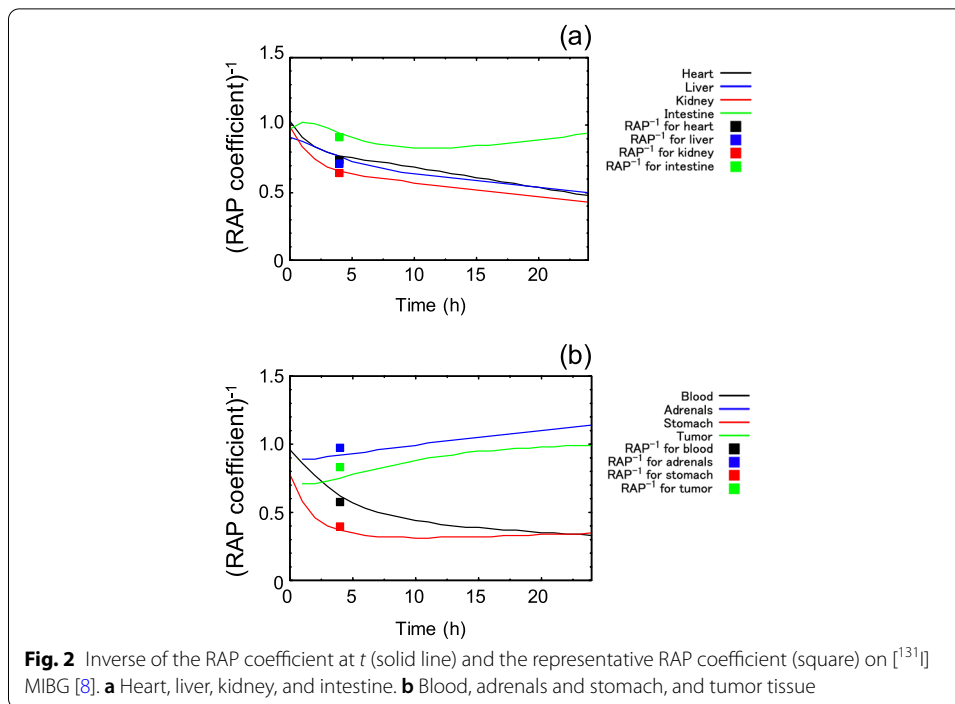 (a)
1.5
1.0
0.5
0
(RAP coefficient)-1
0 5 10 15 20
Time (h)
Heart
Liver
Kidney
Intestine
RAP-1 for heart
RAP-1 for liver
RAP-1 for kidney
RAP-1 for intestine
(b)
1.5
1.0
0.5
0
(RAP coefficient)-1
0 5 10 15 20
Time (h)
Blood
Adrenals
Stomach
Tumor
RAP-1 for blood
RAP-1 for adrenals
RAP-1 for stomach
RAP-1 for tumor
Fig. 2 Inverse of the RAP coefficient at t (solid line) and the representative RAP coefficient (square) on [131I]
MIBG [8]. a Heart, liver, kidney, and intestine. b Blood, adrenals and stomach, and tumor tissue